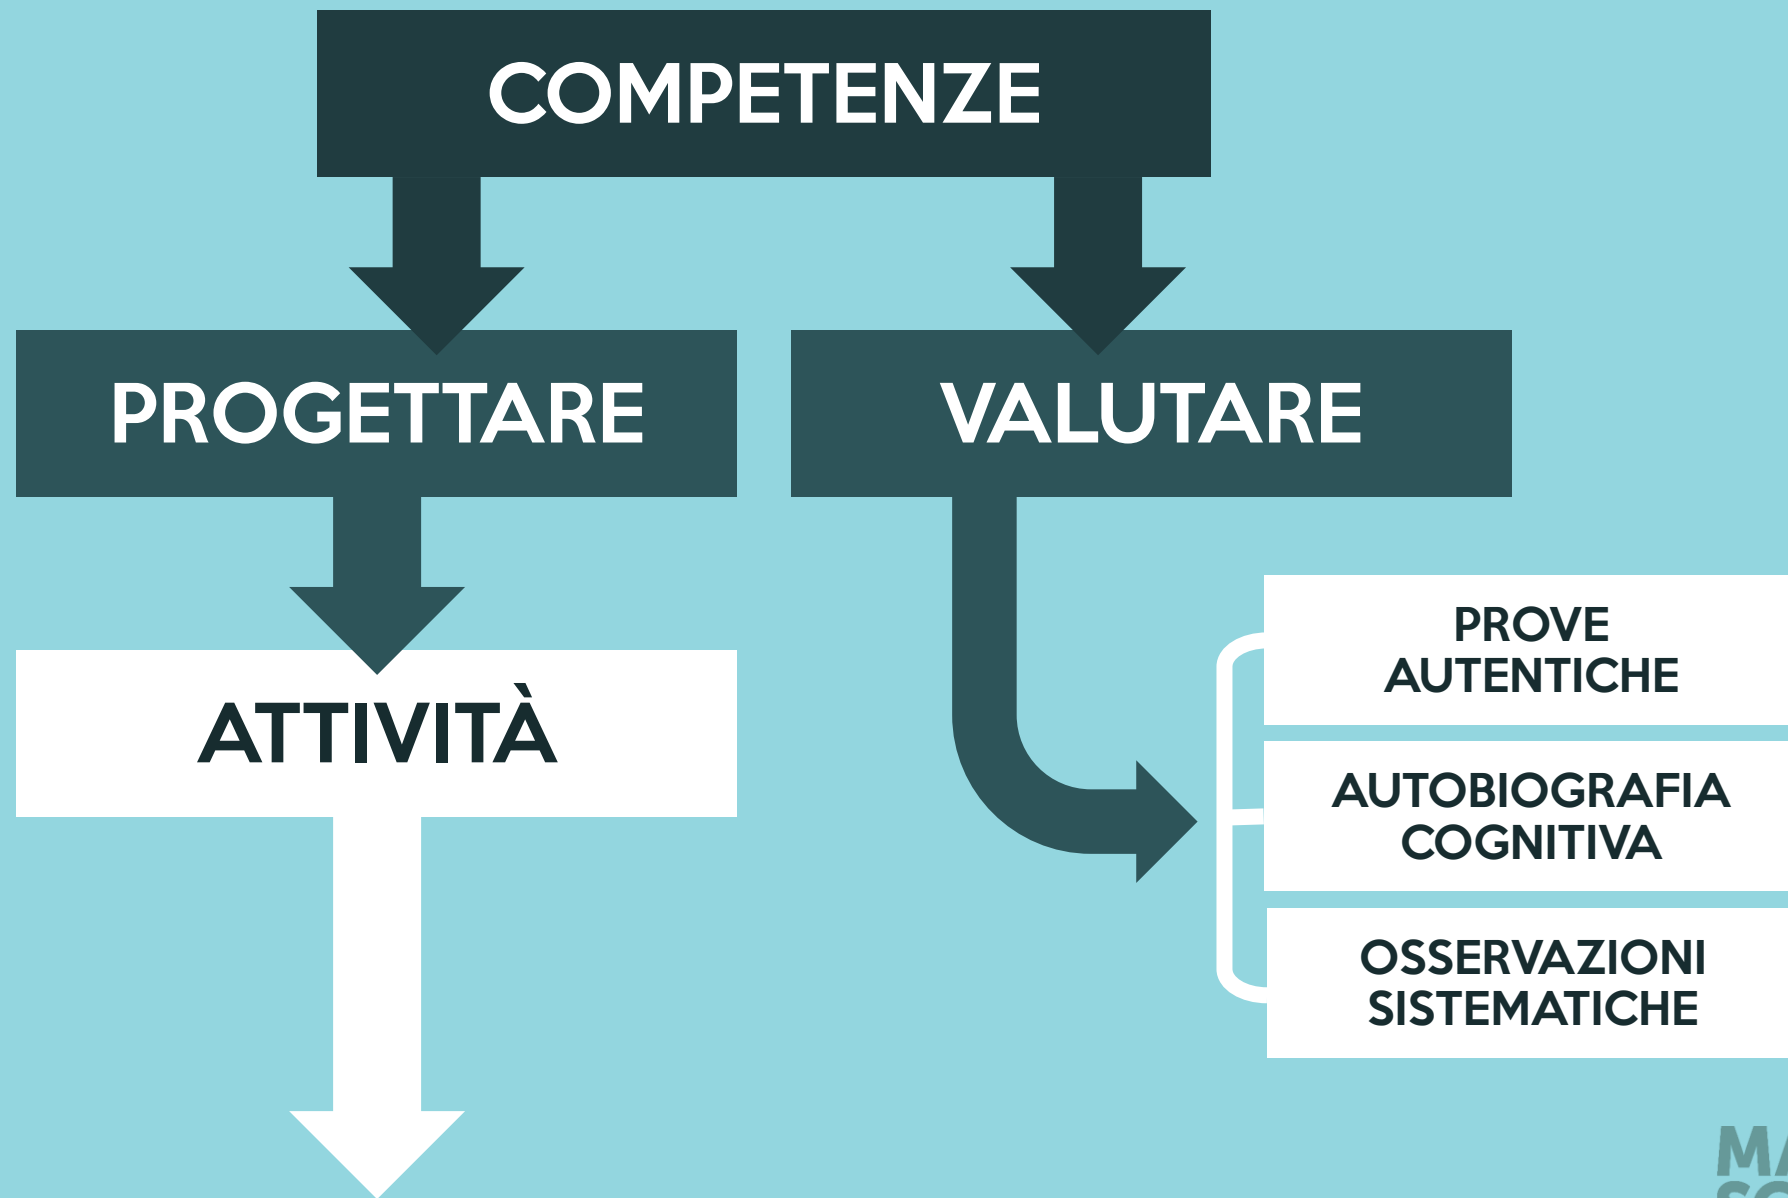 COMPETENZE
PROGETTARE
VALUTARE
ATTIVITÀ
PROVE
AUTENTICHE
AUTOBIOGRAFIA
COGNITIVA
OSSERVAZIONI
SISTEMATICHE